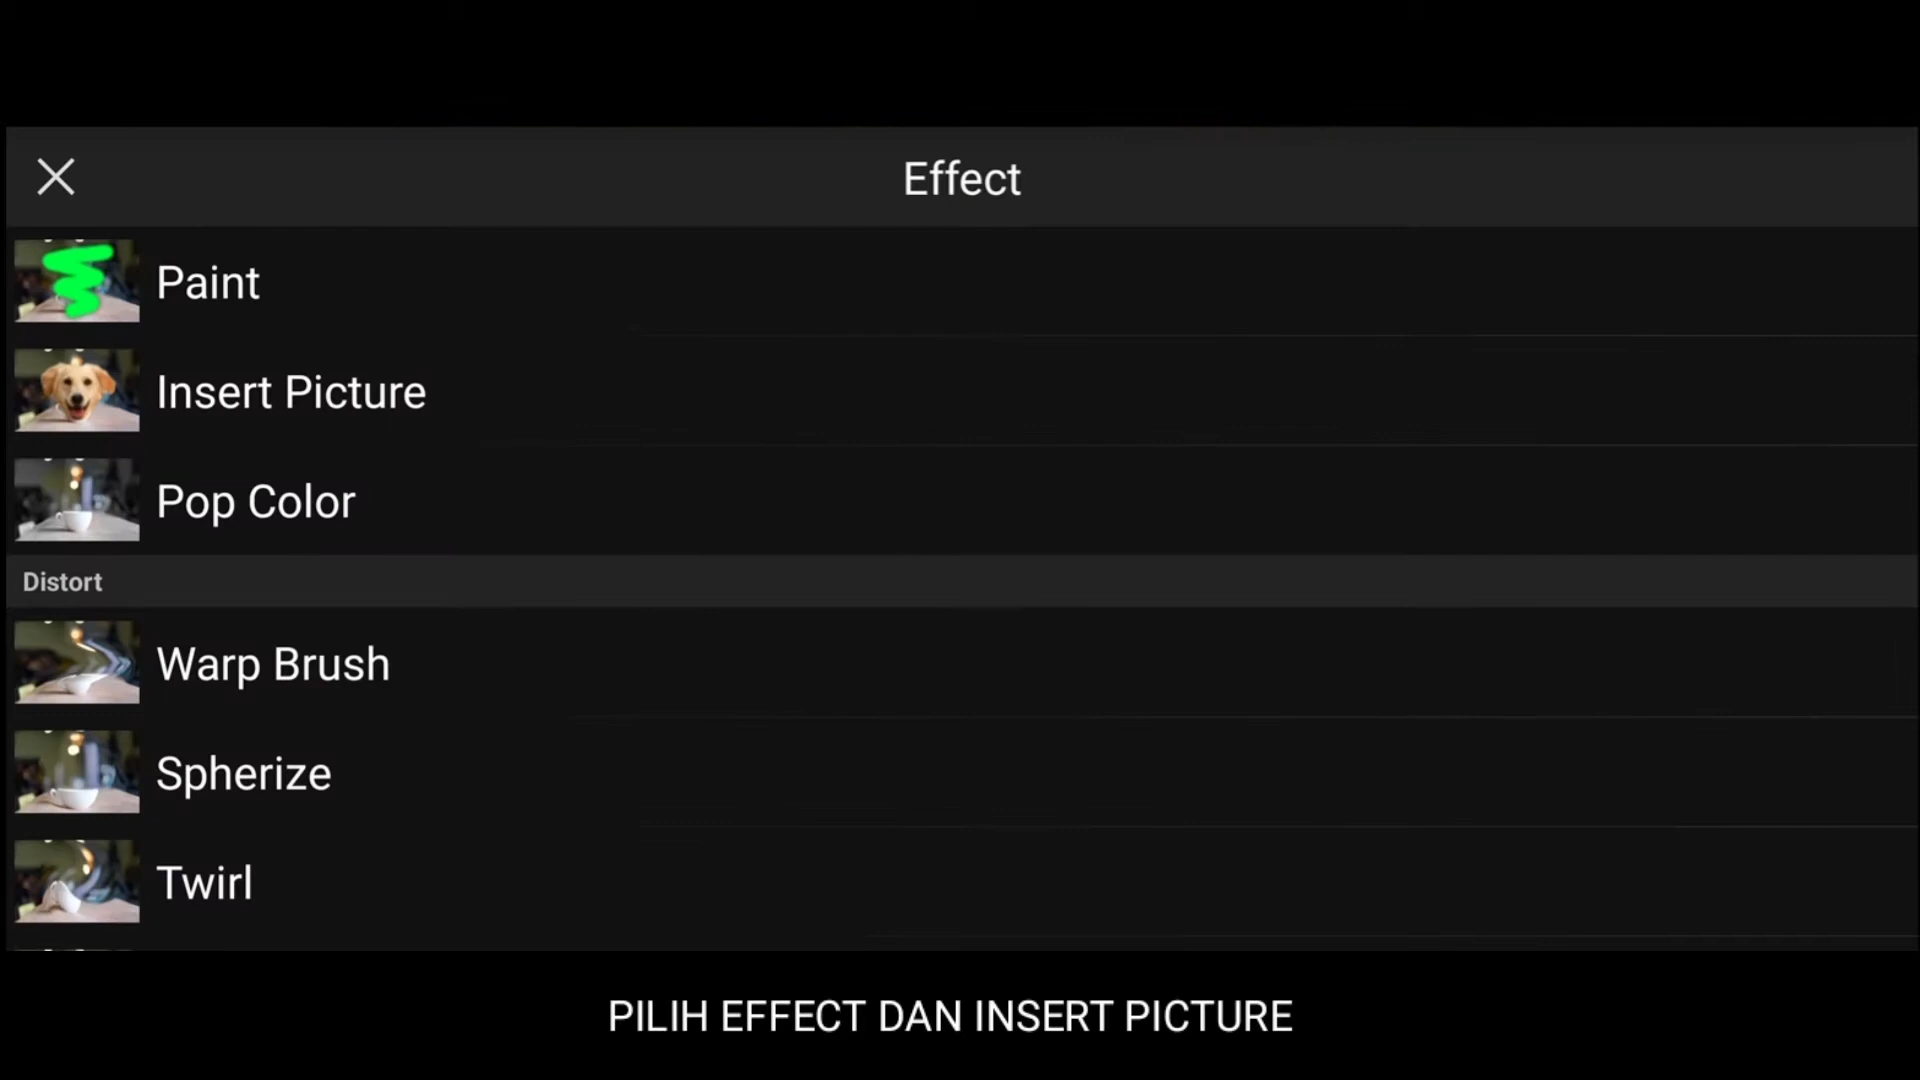 Effect
Paint
Insert Picture
Pop Color
Distort
Warp Brush
Spherize
Twirl
PILIH EFFECT DAN INSERT PICTURE